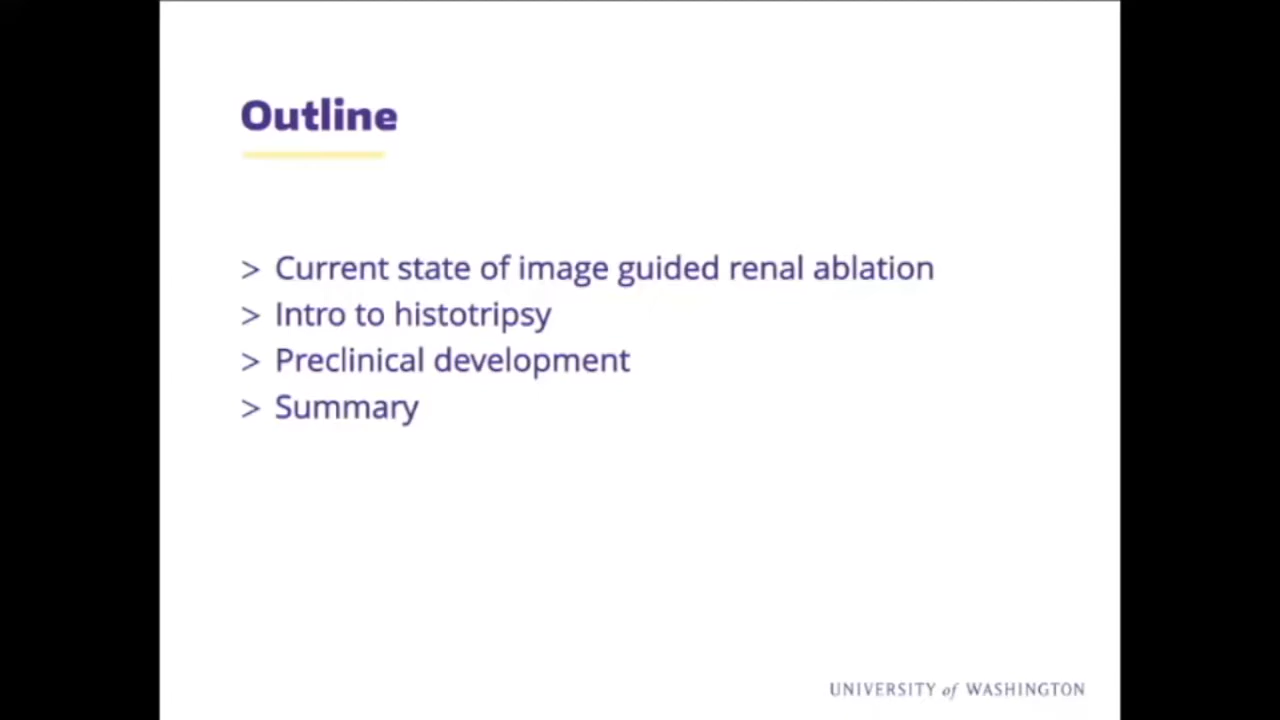 Outline
> Current state of image guided renal ablation
> Intro to histotripsy
> Preclinical development
> Summary
UNIVERSITY of WASHINGTON